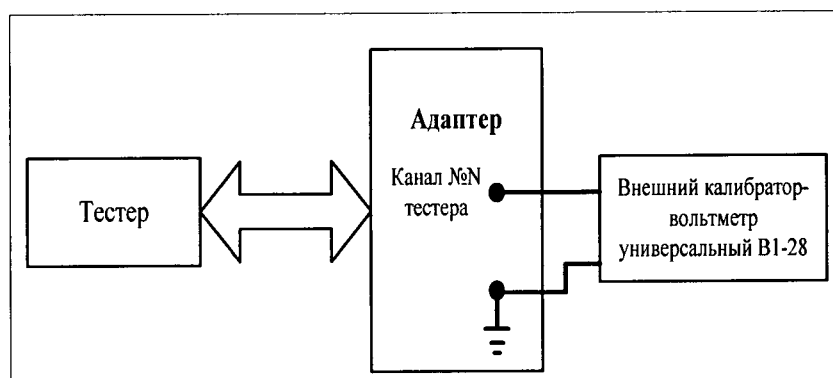 Тестер
Адаптер
Канал №N
тестера
Внешний калибратор-
вольтметр
универсальный В1-28